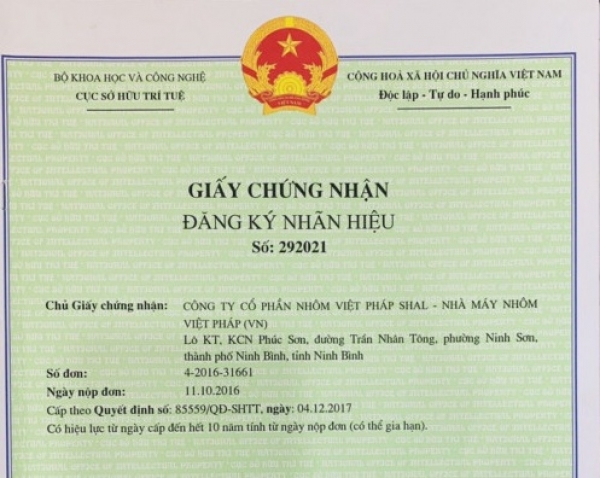 BỘ KHOA HỌC VÀ CÔNG NGHỆ
CỤC SỞ HỮU TRÍ TUỆ
CỘNG HOÀ XÃ HỘI CHỦ NGHĨA VIỆT NAM
Độc lập - Tự do - Hạnh phúc
VIỆT NAM
GIẤY CHỨNG NHẬN
ĐĂNG KÝ NHÃN HIỆU
Số: 292021
Chủ Giấy chứng nhận: CÔNG TY CỔ PHẦN NHÔM VIỆT PHÁP SHAL - NHÀ MÁY NHÔM
VIỆT PHÁP (VN)
Lô KT, KCN Phúc Sơn, đường Trần Nhân Tông, phường Ninh Sơn,
thành phố Ninh Bình, tỉnh Ninh Bình
Số đơn: 4-2016-31661
Ngày nộp đơn: 11.10.2016
Cấp theo Quyết định số: 85559/QĐ-SHTT, ngày: 04.12.2017
Có hiệu lực từ ngày cấp đến hết 10 năm tính từ ngày nộp đơn (có thể gia hạn).